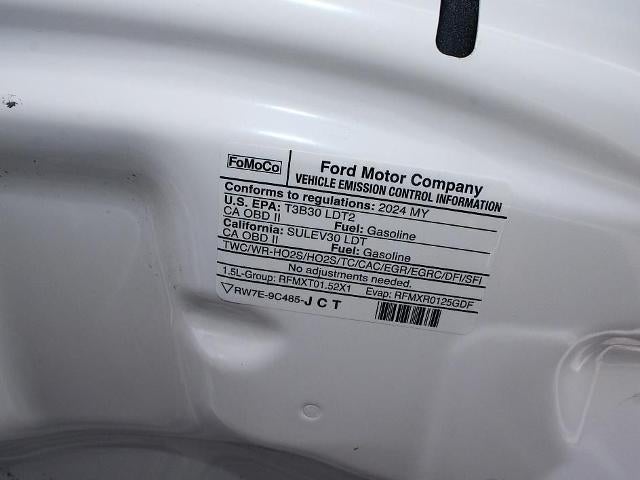 FoMoCo
Ford Motor Company
VEHICLE EMISSION CONTROL INFORMATION
Conforms to regulations: 2024 MY
U.S. EPA: T3B30 LDT2
CA OBD II Fuel: Gasoline
California: SULEV30 LDT
CA OBD II Fuel: Gasoline
TWC/WR-HO2S/HO2S/TC/CAC/EGR/EGRC/DFI/SFI
No adjustments needed.
1.5L-Group: RFMXT01.52X1 Evap: RFMXR0125GDF
RW7E-9C485-JCT